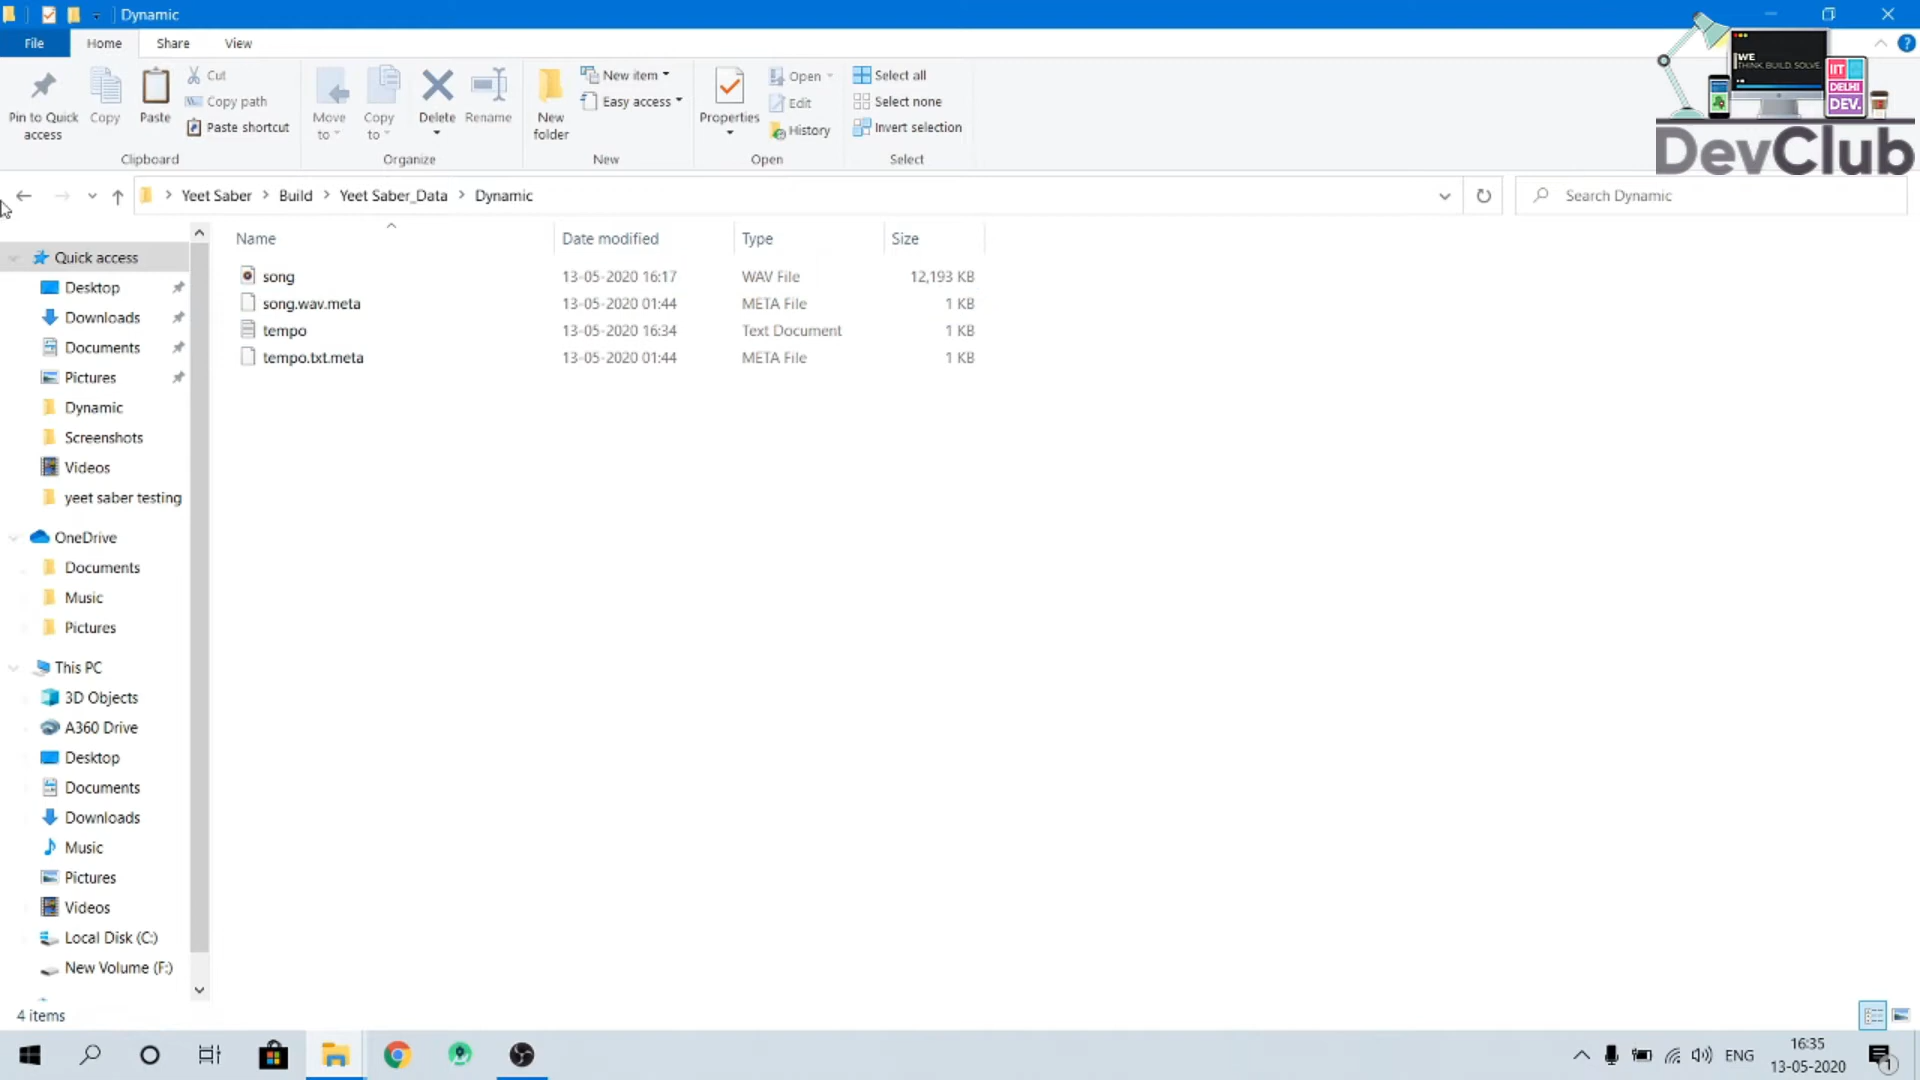 Dynamic
File Home Share View
Pin to Quick access
Copy
Paste
Cut
Copy path
Paste shortcut
Clipboard
Move to
Copy to
Delete
Rename
Organize
New folder
New item
Easy access
New
Properties
Open
Edit
History
Open
Select all
Select none
Invert selection
Select
WE
THINK. BUILD. SOLVE.
IIT
DELHI
DEV.
DevClub
Yeet Saber > Build > Yeet Saber_Data > Dynamic
Search Dynamic
Name Date modified Type Size
song 13-05-2020 16:17 WAV File 12,193 KB
song.wav.meta 13-05-2020 01:44 META File 1 KB
tempo 13-05-2020 16:34 Text Document 1 KB
tempo.txt.meta 13-05-2020 01:44 META File 1 KB
Quick access
Desktop
Downloads
Documents
Pictures
Dynamic
Screenshots
Videos
yeet saber testing
OneDrive
Documents
Music
Pictures
This PC
3D Objects
A360 Drive
Desktop
Documents
Downloads
Music
Pictures
Videos
Local Disk (C:)
New Volume (F:)
4 items
ENG
16:35
13-05-2020
1